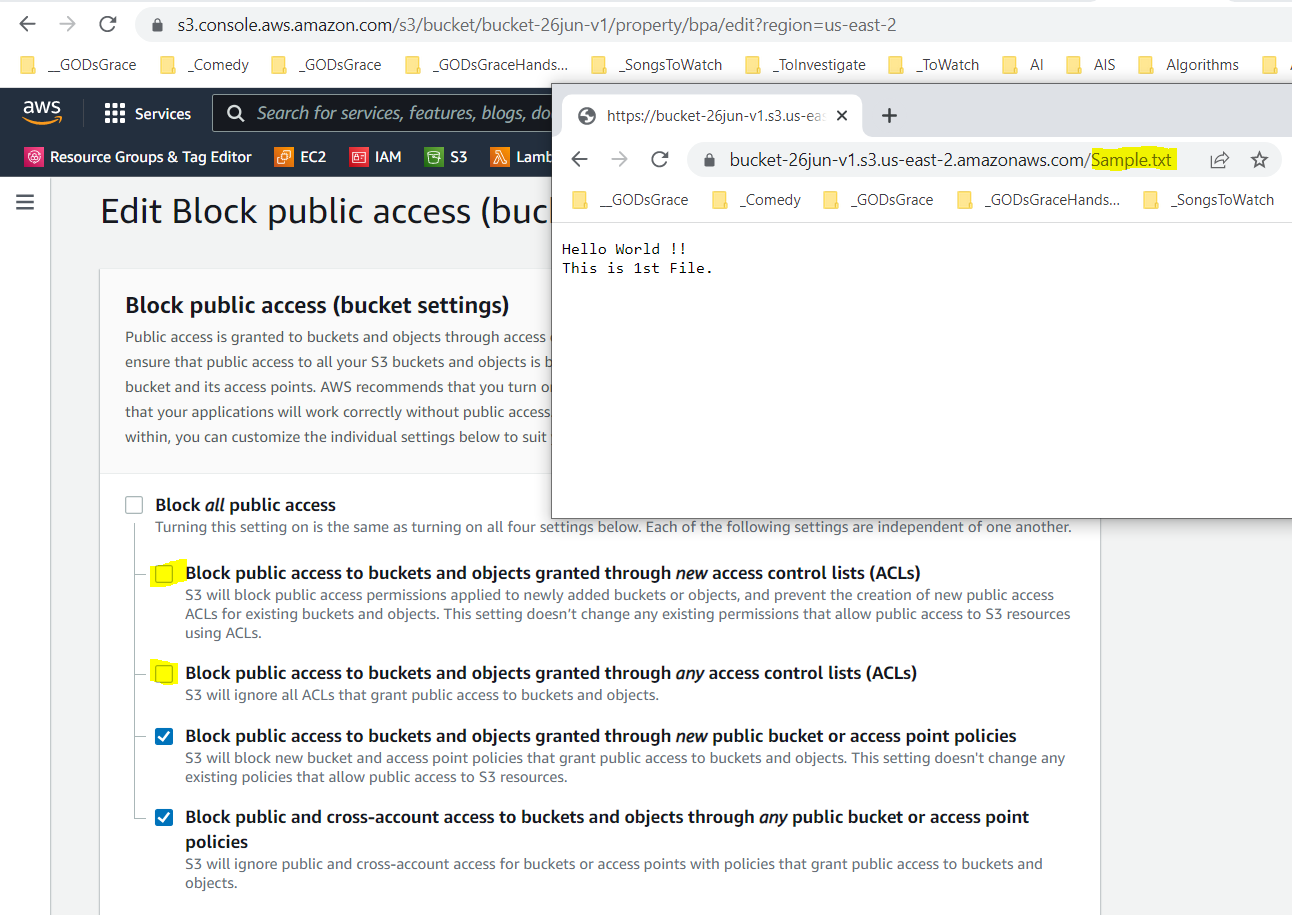 s3.console.aws.amazon.com/s3/bucket/bucket-26jun-v1/property/bpa/edit?region=us-east-2
__GODsGrace _Comedy _GODsGrace _GODsGraceHands... _SongsToWatch _ToInvestigate _ToWatch AI AIS Algorithms
aws Services Search for services, features, blogs, do
Resource Groups & Tag Editor EC2 IAM S3 Lamb
Edit Block public access (buc
Block public access (bucket settings)
Public access is granted to buckets and objects through access
ensure that public access to all your S3 buckets and objects is b
bucket and its access points. AWS recommends that you turn o
that your applications will work correctly without public access
within, you can customize the individual settings below to suit
https://bucket-26jun-v1.s3.us-eas
bucket-26jun-v1.s3.us-east-2.amazonaws.com/Sample.txt
__GODsGrace _Comedy _GODsGrace _GODsGraceHands... _SongsToWatch
Hello World !!
This is 1st File.
Block all public access
Turning this setting on is the same as turning on all four settings below. Each of the following settings are independent of one another.
Block public access to buckets and objects granted through new access control lists (ACLs)
S3 will block public access permissions applied to newly added buckets or objects, and prevent the creation of new public access
ACLs for existing buckets and objects. This setting doesn't change any existing permissions that allow public access to S3 resources
using ACLs.
Block public access to buckets and objects granted through any access control lists (ACLs)
S3 will ignore all ACLs that grant public access to buckets and objects.
Block public access to buckets and objects granted through new public bucket or access point policies
S3 will block new bucket and access point policies that grant public access to buckets and objects. This setting doesn't change any
existing policies that allow public access to S3 resources.
Block public and cross-account access to buckets and objects through any public bucket or access point
policies
S3 will ignore public and cross-account access for buckets or access points with policies that grant public access to buckets and
objects.